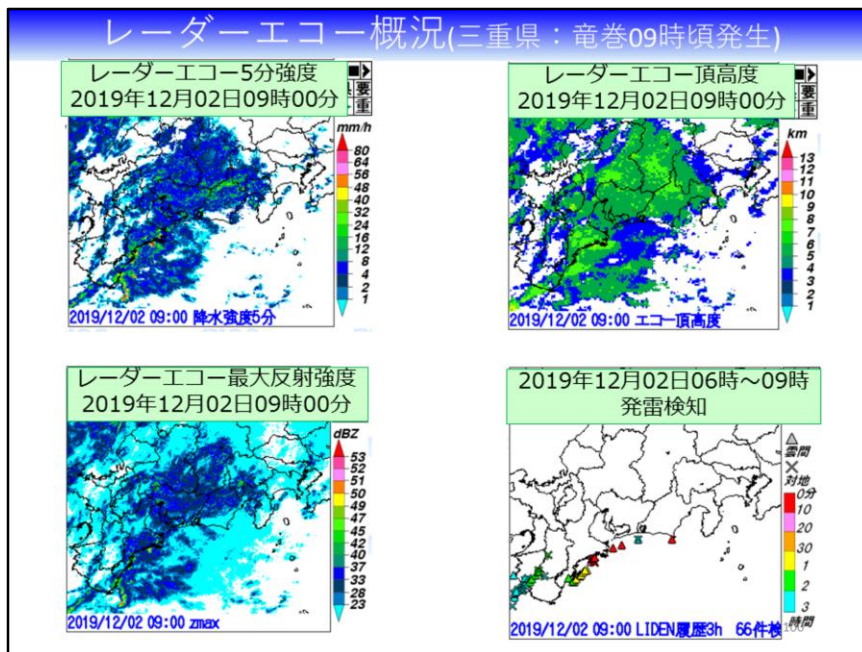 レーダーエコー概況(三重県：竜巻09時頃発生)
レーダーエコー5分強度
2019年12月02日09時00分
要
重
mm/h
80
64
56
48
40
32
24
16
12
8
4
2
1
2019/12/02 09:00 降水強度5分
レーダーエコー頂高度
2019年12月02日09時00分
要
重
km
13
12
11
10
9
8
7
6
5
4
3
2
1
2019/12/02 09:00 エコー頂高度
レーダーエコー最大反射強度
2019年12月02日09時00分
dBZ
53
52
51
50
49
47
45
42
40
37
33
28
23
2019/12/02 09:00 zmax
2019年12月02日06時～09時
発雷検知
雲間
対地
0分
10
20
30
1
2
3
時間
2019/12/02 09:00 LIDEN履歴3h 66件検